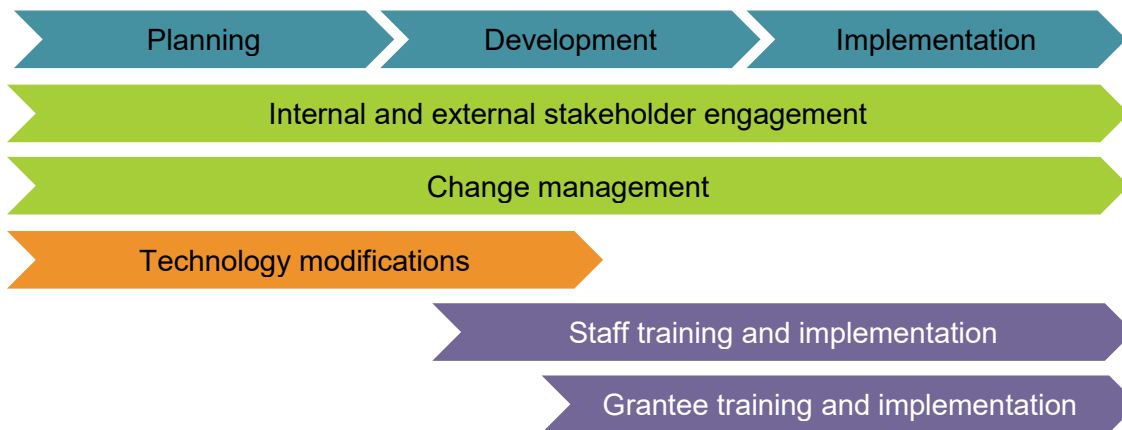 Planning
Development
Implementation
Internal and external stakeholder engagement
Change management
Technology modifications
Staff training and implementation
Grantee training and implementation